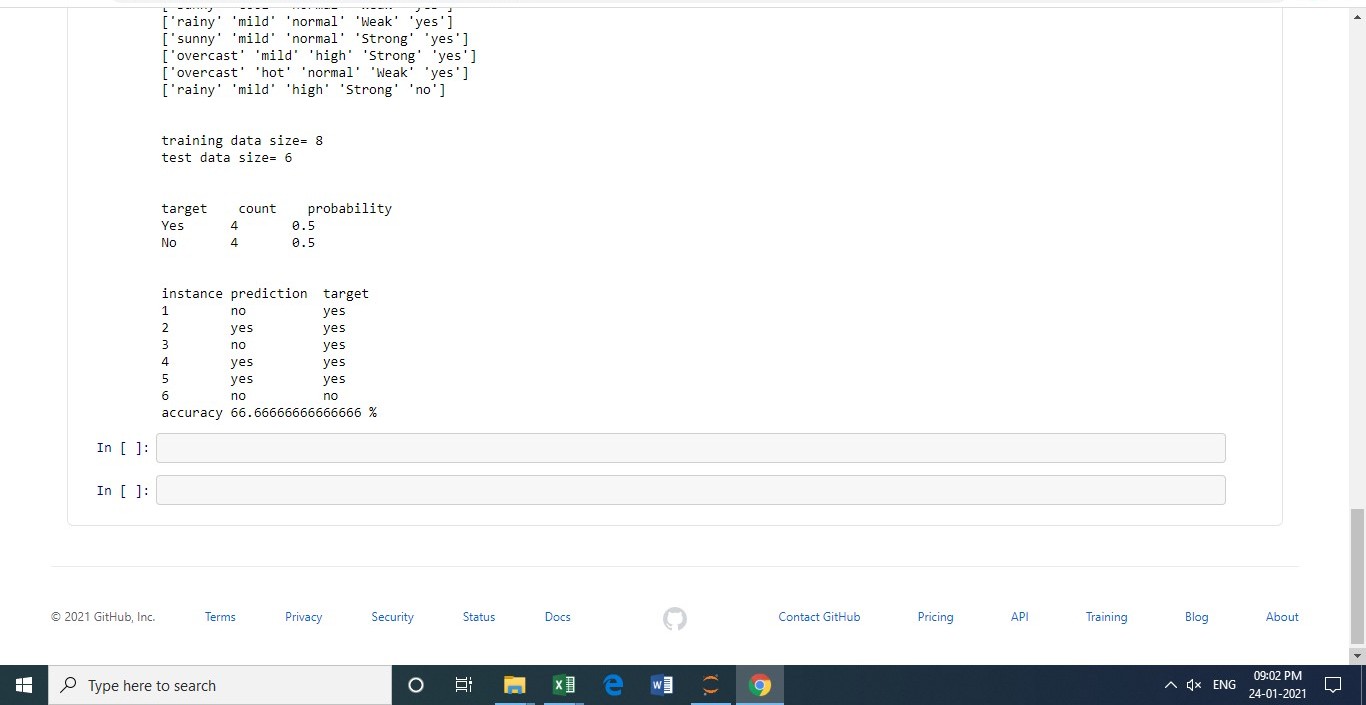 ['rainy' 'mild' 'normal' 'Weak' 'yes']
['sunny' 'mild' 'normal' 'Strong' 'yes']
['overcast' 'mild' 'high' 'Strong' 'yes']
['overcast' 'hot' 'normal' 'Weak' 'yes']
['rainy' 'mild' 'high' 'Strong' 'no']
training data size= 8
test data size= 6
target count probability
Yes 4 0.5
No 4 0.5
instance prediction target
1 no yes
2 yes yes
3 no yes
4 yes yes
5 yes yes
6 no no
accuracy 66.66666666666666 %
In [ ]:
In [ ]:
© 2021 GitHub, Inc. Terms Privacy Security Status Docs Contact GitHub Pricing API Training Blog About
Type here to search
ENG
09:02 PM
24-01-2021